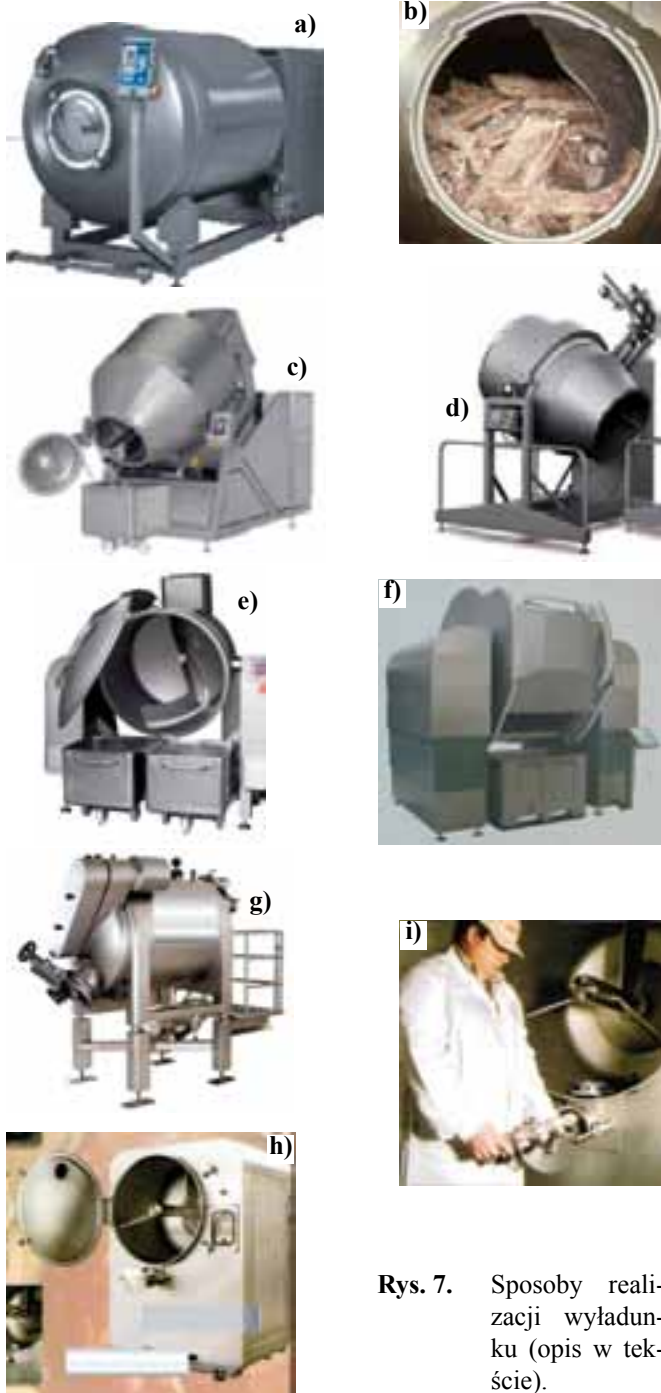 a)
b)
c)
d)
e)
f)
g)
i)
h)
Rys. 7. Sposoby reali-
zacji wyładun-
ku (opis w tek-
ście).